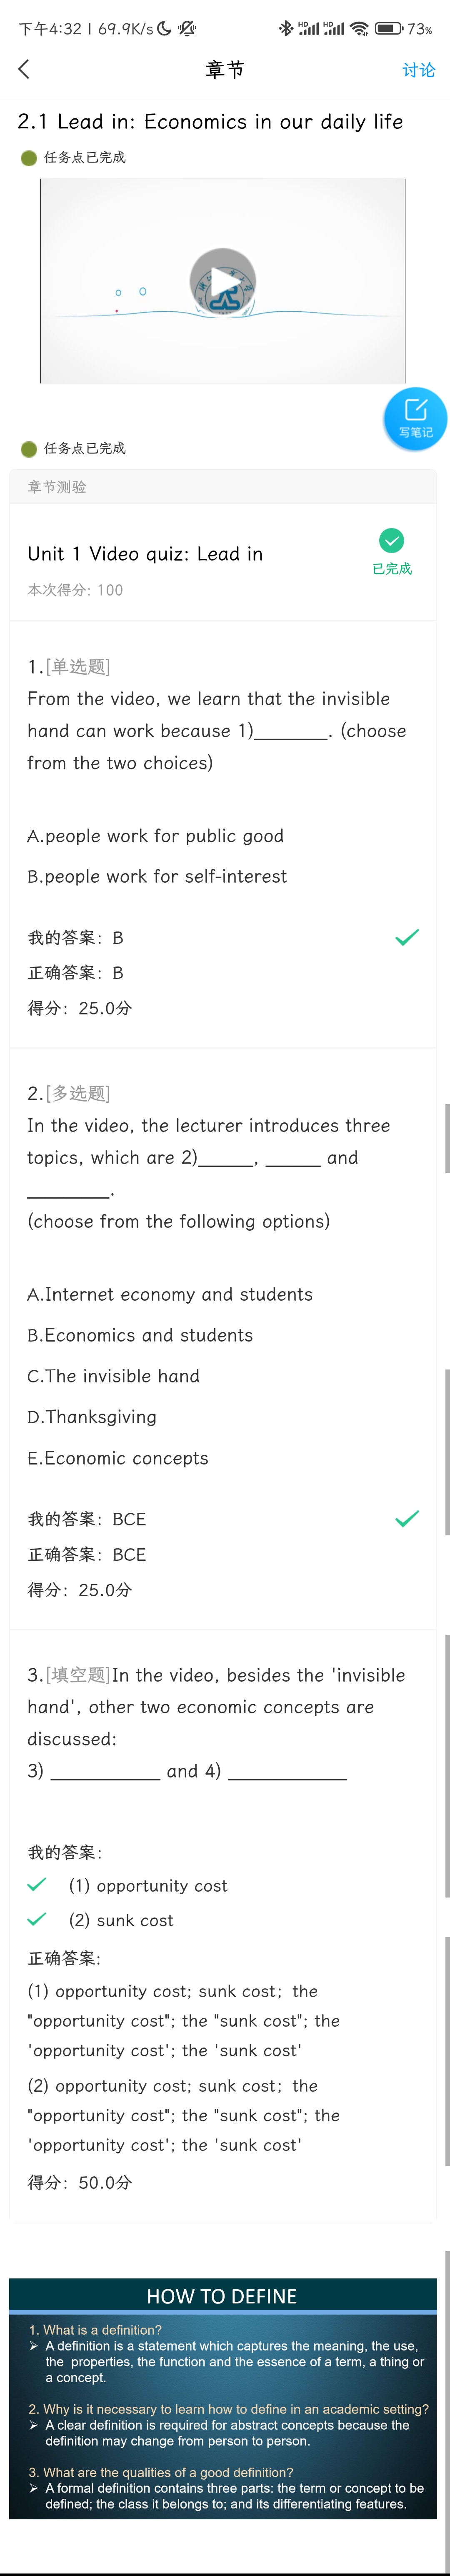 下午4:32 | 69.9K/s
HD HD 73%
章节
讨论
2.1 Lead in: Economics in our daily life
任务点已完成
写笔记
任务点已完成
章节测验
Unit 1 Video quiz: Lead in
已完成
本次得分: 100
1.[单选题]
From the video, we learn that the invisible
hand can work because 1)________. (choose
from the two choices)
A.people work for public good
B.people work for self-interest
我的答案：B
正确答案：B
得分：25.0分
2.[多选题]
In the video, the lecturer introduces three
topics, which are 2)______, ______ and
_________.
(choose from the following options)
A.Internet economy and students
B.Economics and students
C.The invisible hand
D.Thanksgiving
E.Economic concepts
我的答案：BCE
正确答案：BCE
得分：25.0分
3.[填空题]In the video, besides the 'invisible
hand', other two economic concepts are
discussed:
3) ____________ and 4) _____________
我的答案：
(1) opportunity cost
(2) sunk cost
正确答案：
(1) opportunity cost; sunk cost；the
"opportunity cost"; the "sunk cost"; the
'opportunity cost'; the 'sunk cost'
(2) opportunity cost; sunk cost；the
"opportunity cost"; the "sunk cost"; the
'opportunity cost'; the 'sunk cost'
得分：50.0分
HOW TO DEFINE
1. What is a definition?
➢ A definition is a statement which captures the meaning, the use,
the properties, the function and the essence of a term, a thing or
a concept.
2. Why is it necessary to learn how to define in an academic setting?
➢ A clear definition is required for abstract concepts because the
definition may change from person to person.
3. What are the qualities of a good definition?
➢ A formal definition contains three parts: the term or concept to be
defined; the class it belongs to; and its differentiating features.